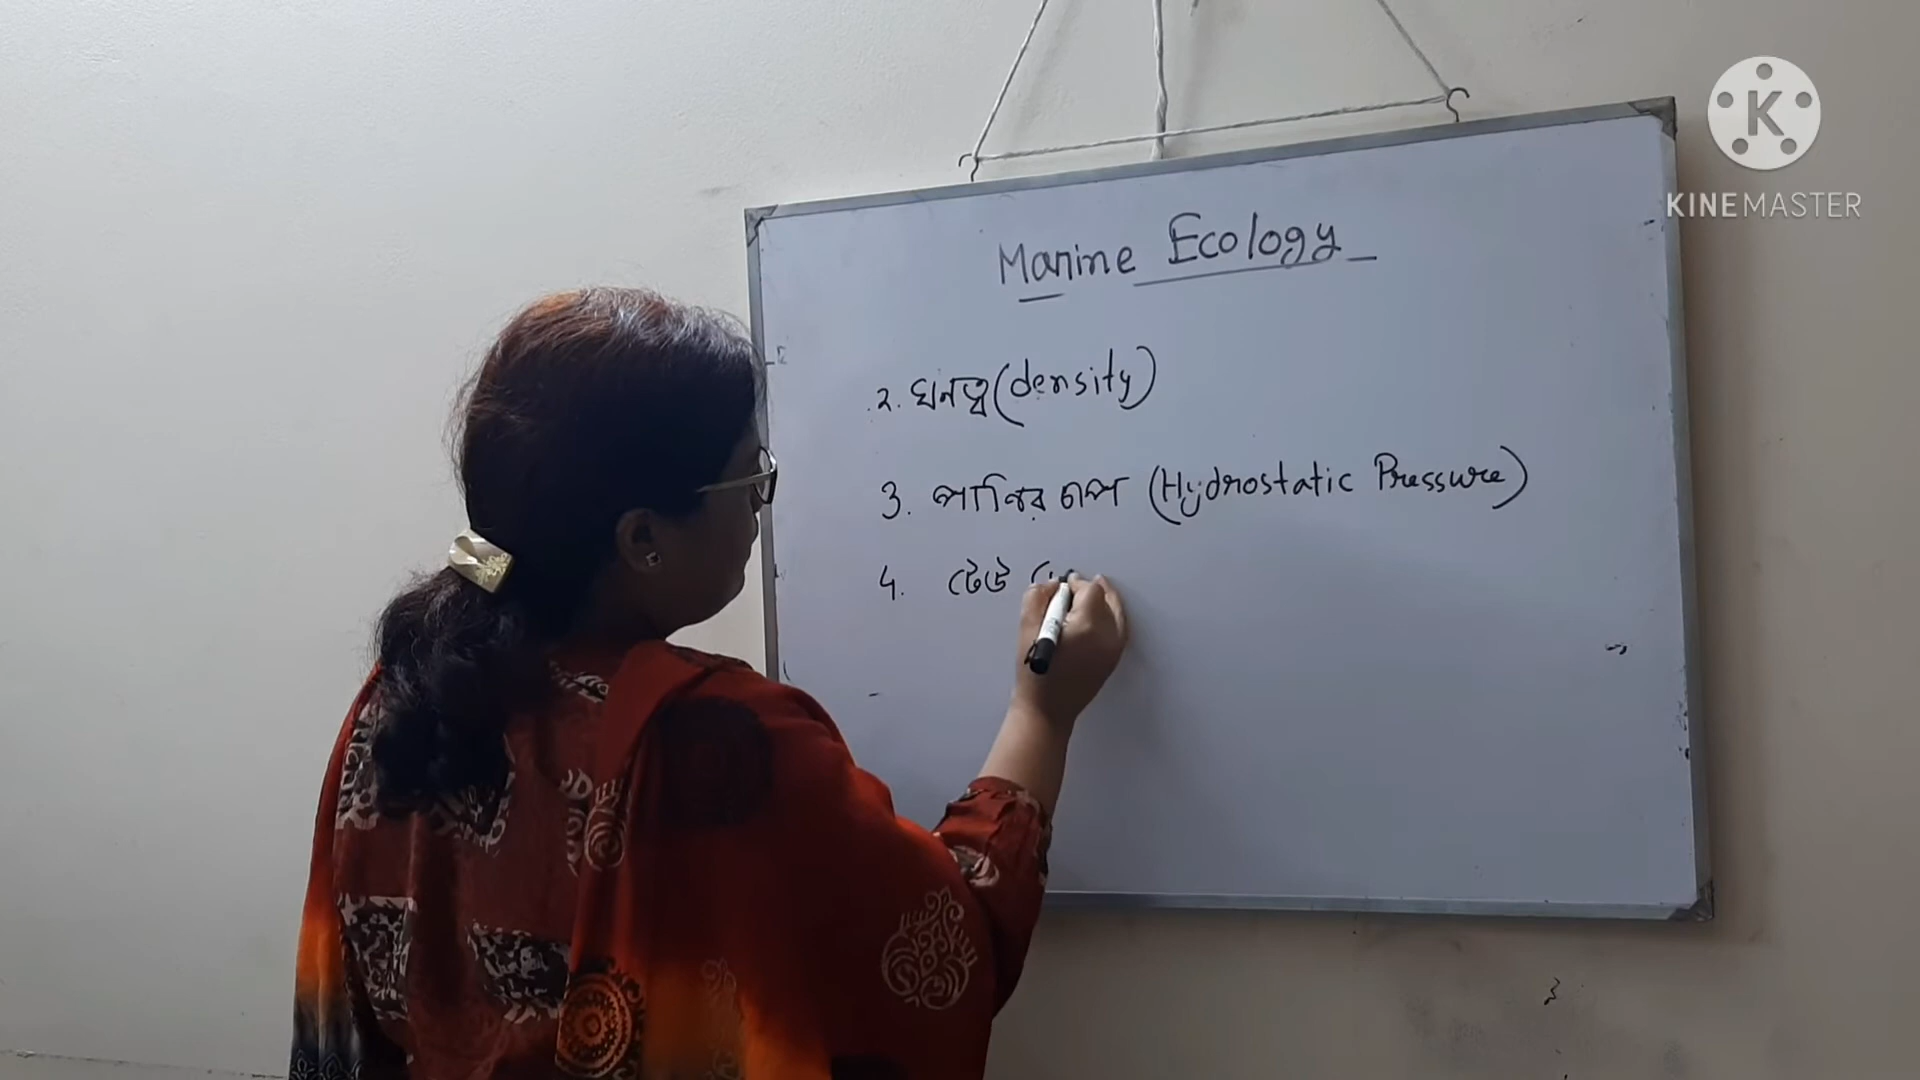 Marine Ecology
২. ঘনত্ব (density)
3. পানির চাপ (Hydrostatic Pressure)
4. ঢেউ (
KINEMASTER